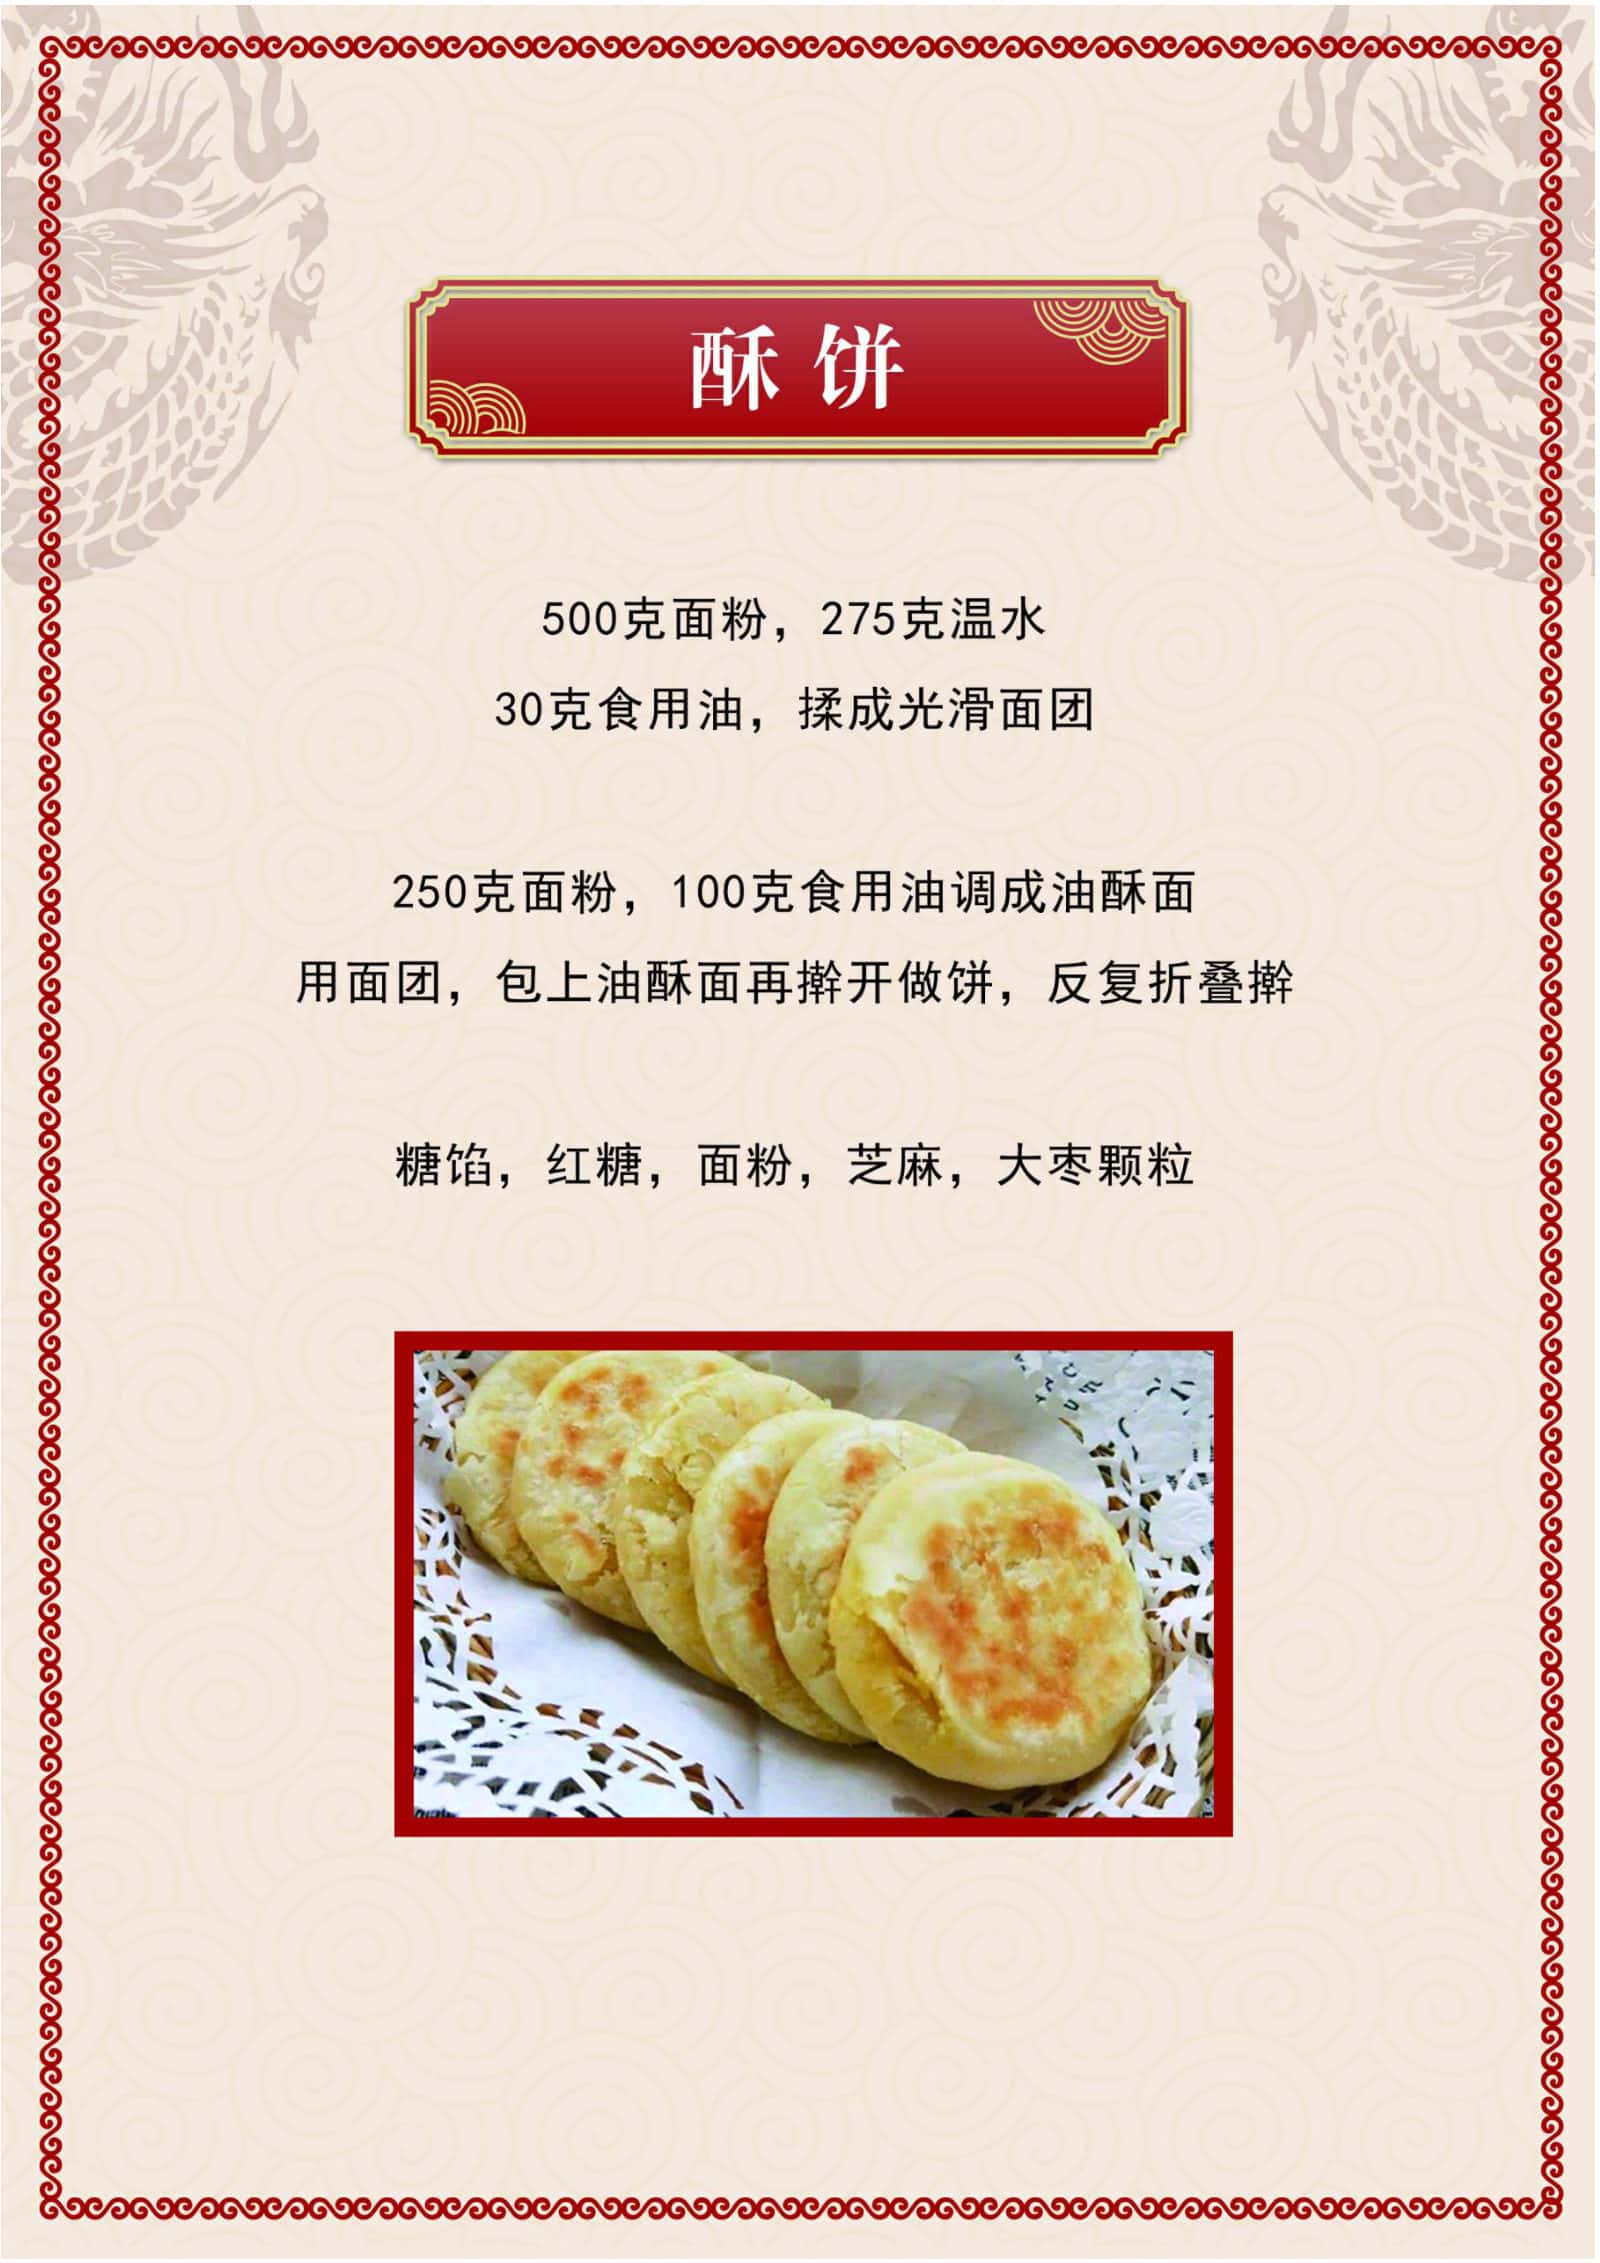 酥饼
500克面粉，275克温水
30克食用油，揉成光滑面团
250克面粉，100克食用油调成油酥面
用面团，包上油酥面再擀开做饼，反复折叠擀
糖馅，红糖，面粉，芝麻，大枣颗粒